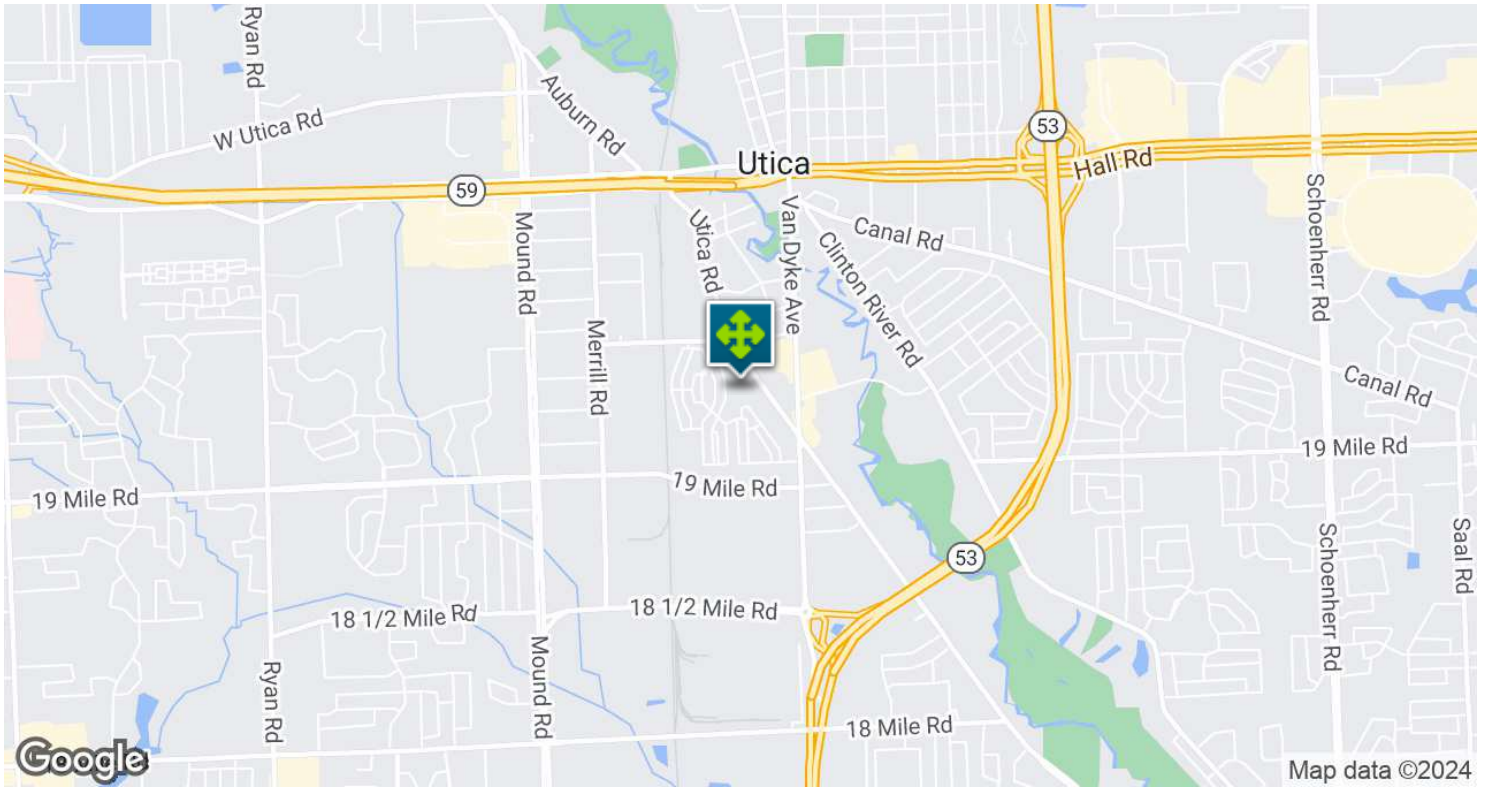 Ryan Rd
Auburn Rd
W Utica Rd
53
Utica
Hall Rd
59
Schoenherr Rd
Mound Rd
Utica Rd
Van Dyke Ave
Canal Rd
Clinton River Rd
Merrill Rd
Canal Rd
19 Mile Rd
19 Mile Rd
19 Mile Rd
Schoenherr Rd
Saal Rd
53
18 1/2 Mile Rd
18 1/2 Mile Rd
Mound Rd
Ryan Rd
18 Mile Rd
Google
Map data ©2024